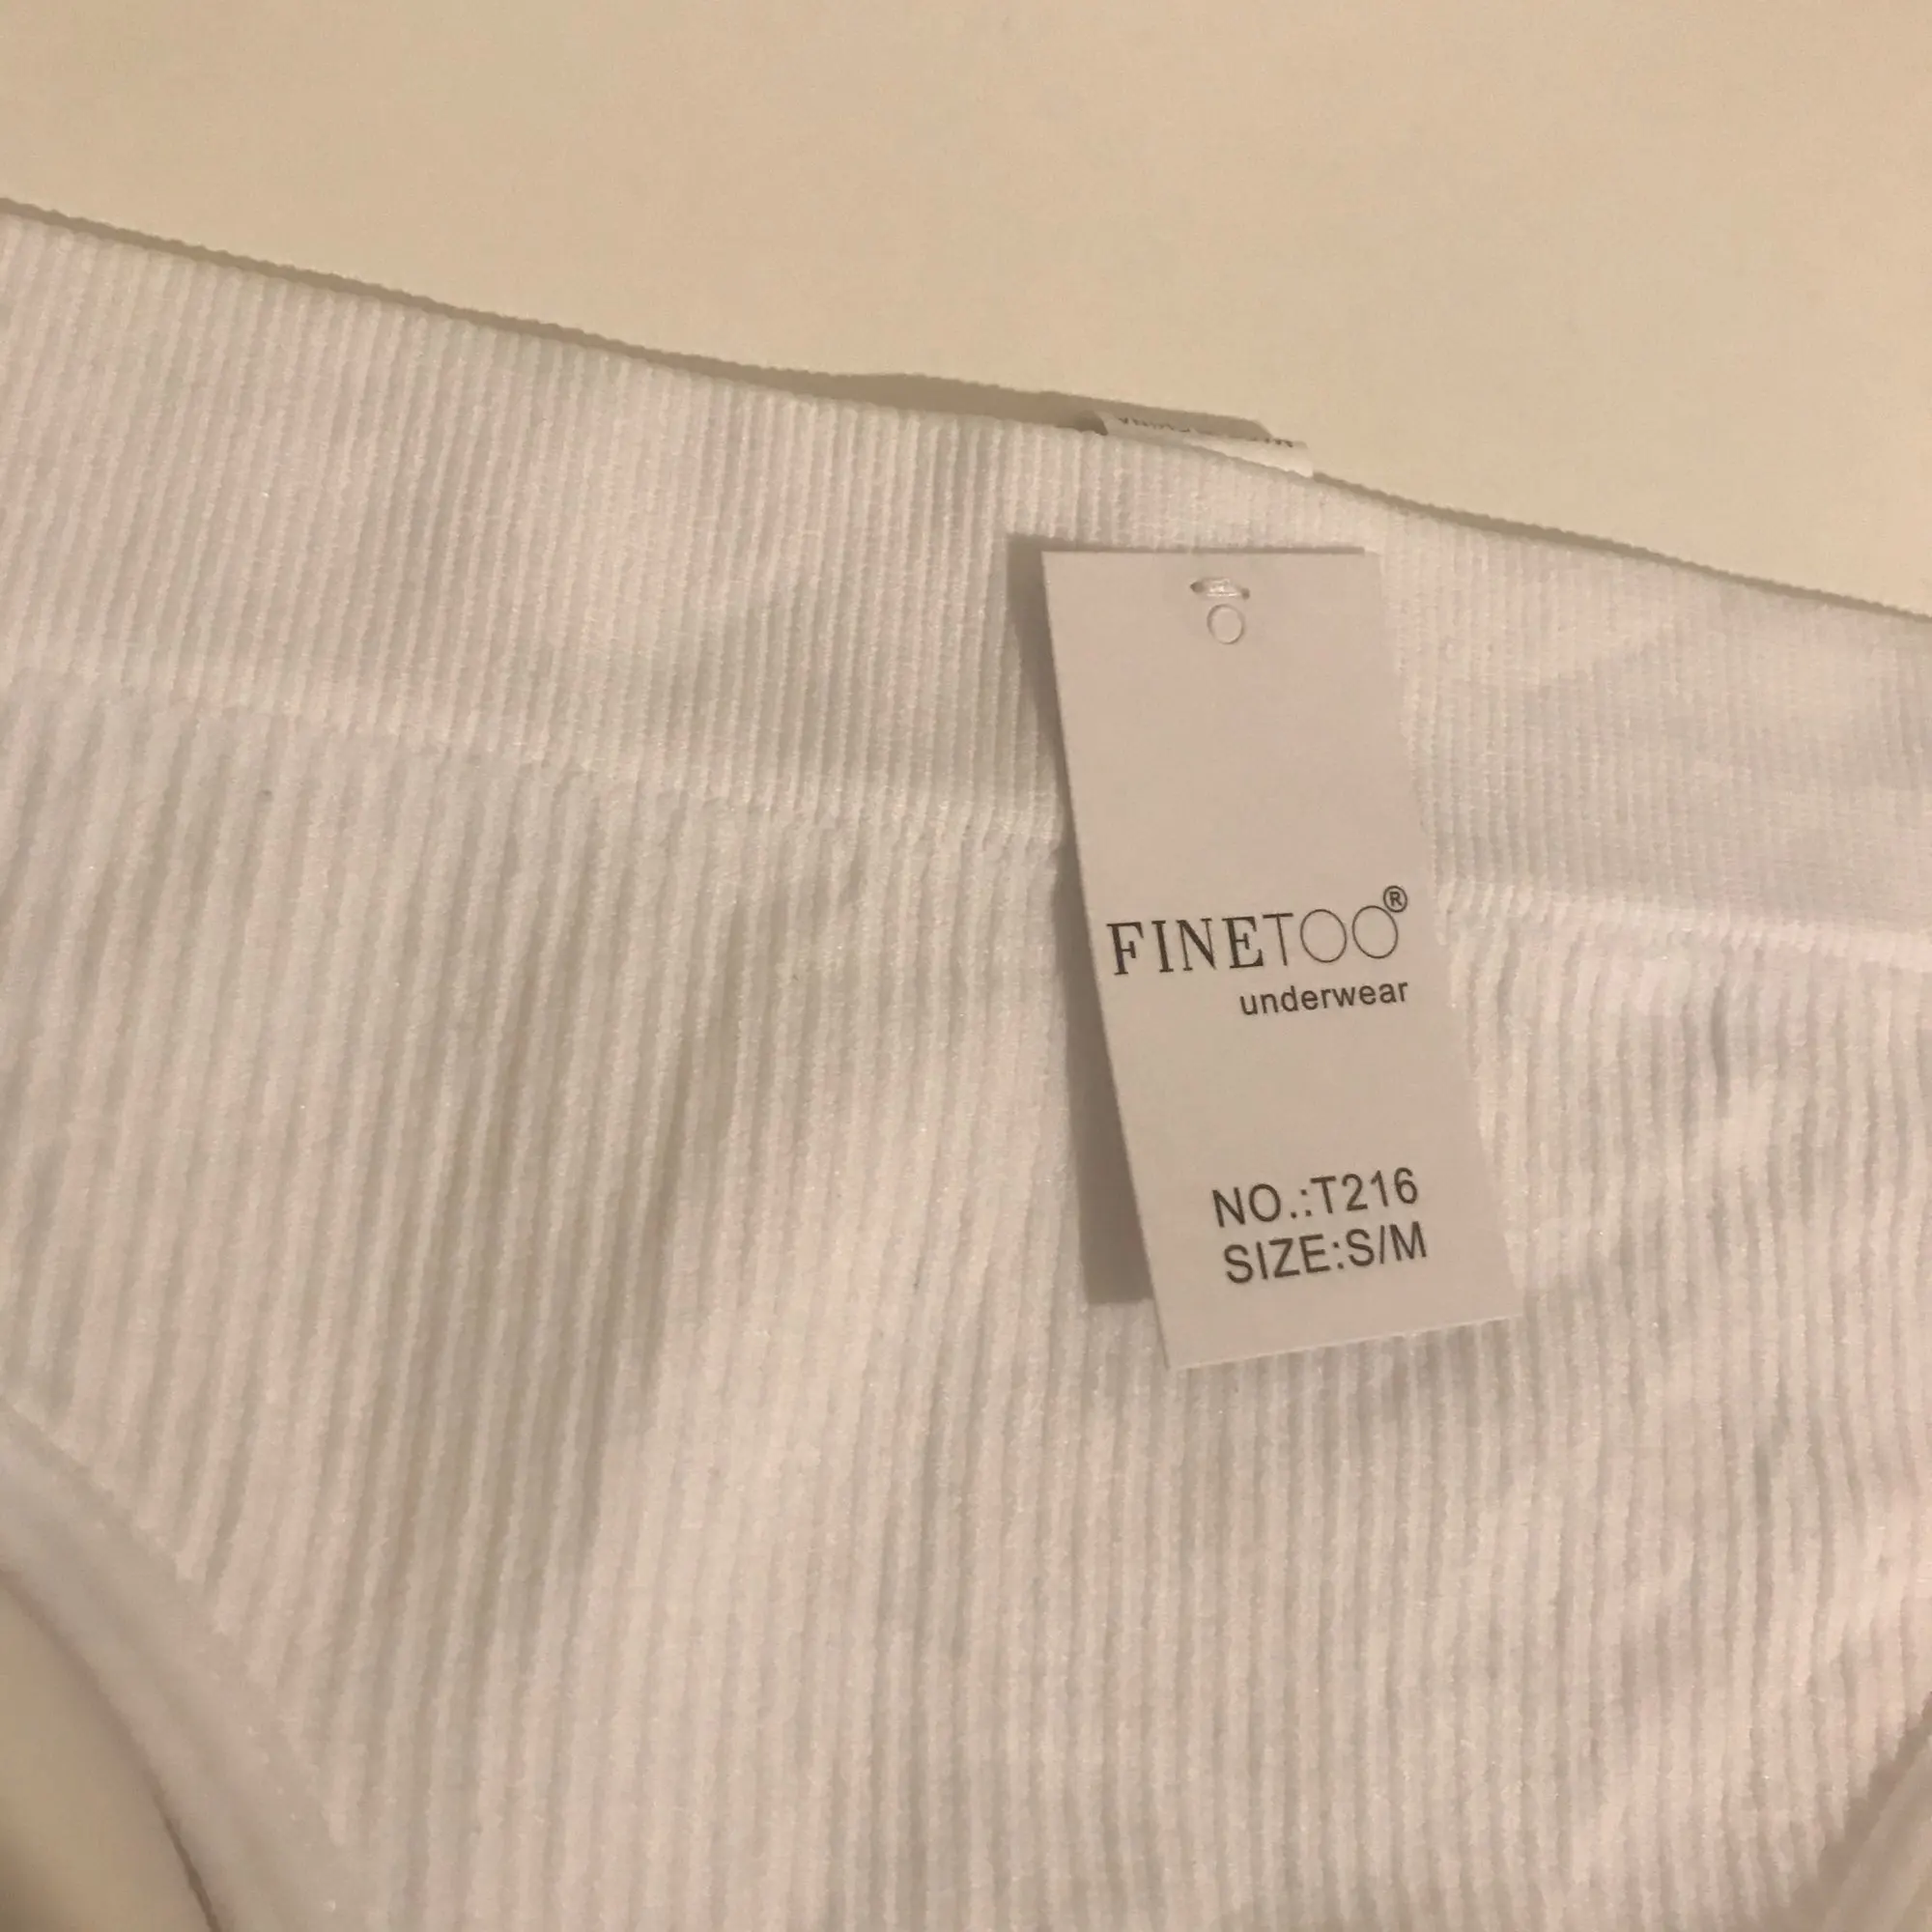 FINETOO®
underwear
NO.:T216
SIZE:S/M